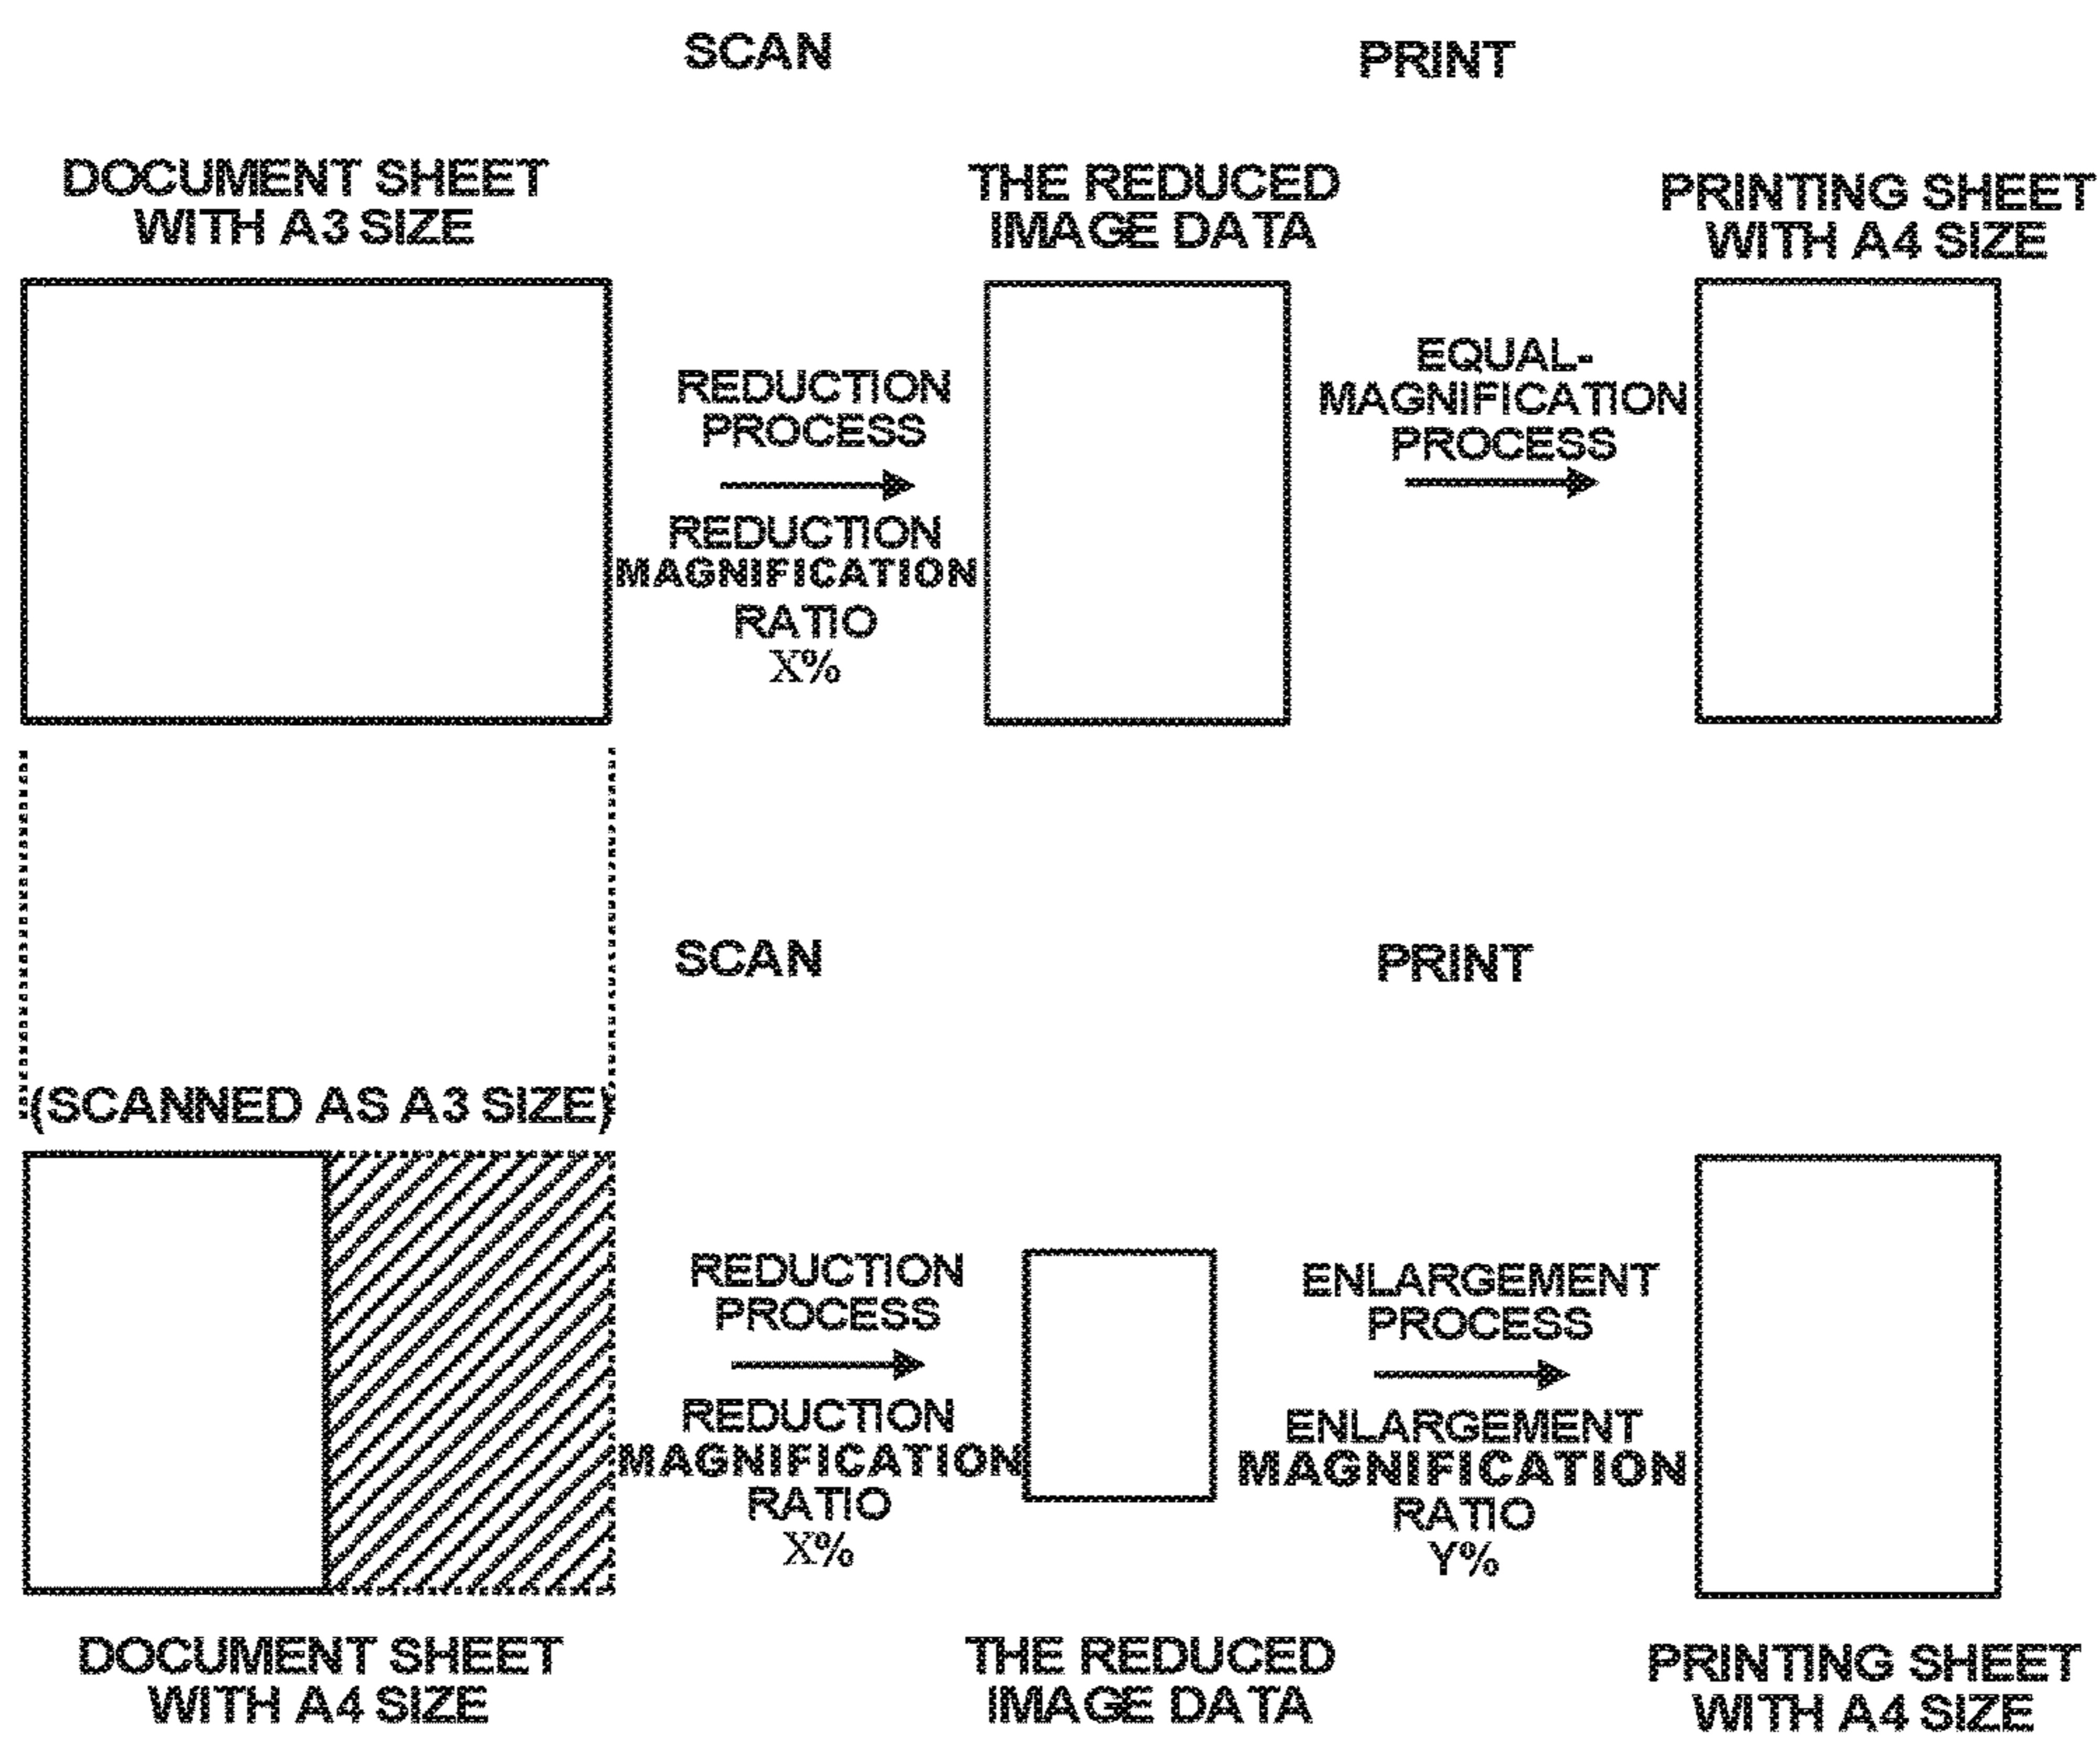 SCAN
PRINT
DOCUMENT SHEET
WITH A3 SIZE
THE REDUCED
IMAGE DATA
PRINTING SHEET
WITH A4 SIZE
REDUCTION
PROCESS
REDUCTION
MAGNIFICATION
RATIO
X%
EQUAL-
MAGNIFICATION
PROCESS
SCAN
PRINT
(SCANNED AS A3 SIZE)
REDUCTION
PROCESS
REDUCTION
MAGNIFICATION
RATIO
X%
ENLARGEMENT
PROCESS
ENLARGEMENT
MAGNIFICATION
RATIO
Y%
DOCUMENT SHEET
WITH A4 SIZE
THE REDUCED
IMAGE DATA
PRINTING SHEET
WITH A4 SIZE